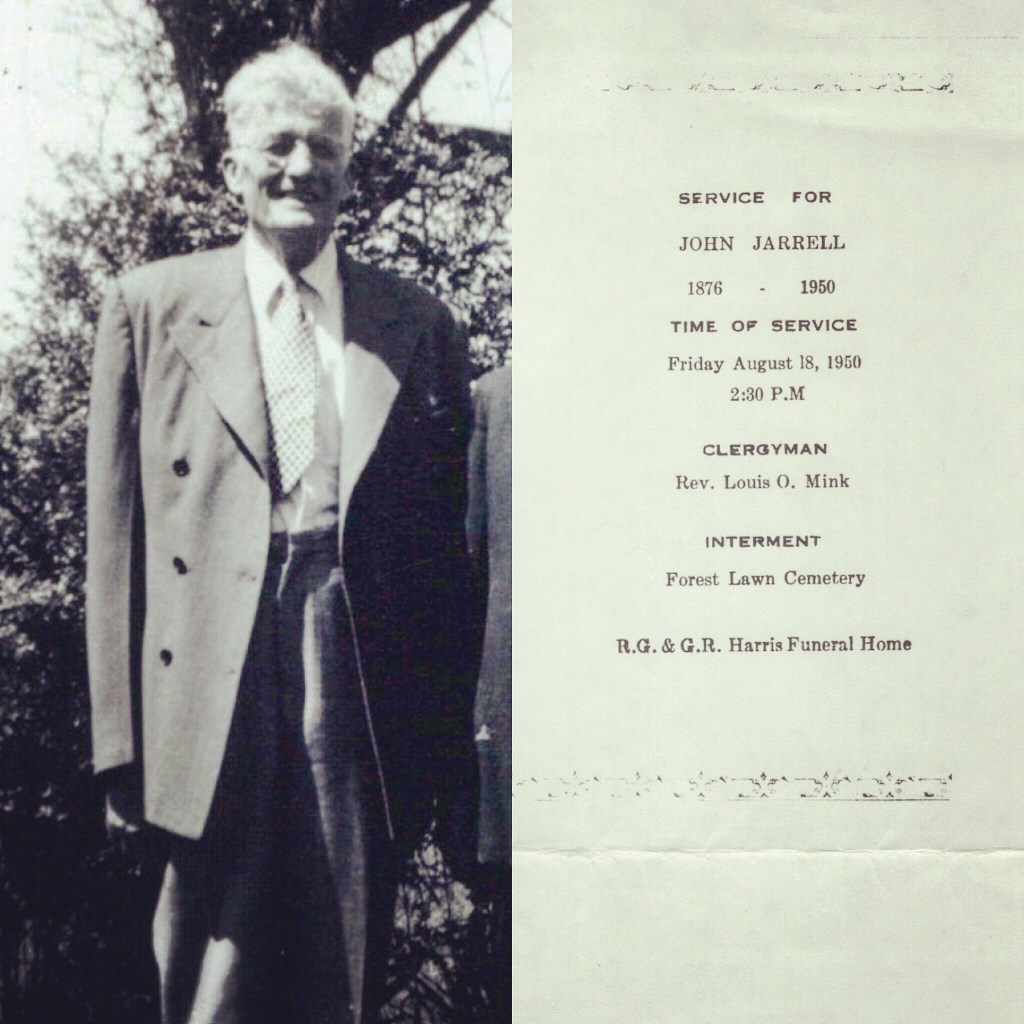 SERVICE FOR
JOHN JARRELL
1876 - 1950
TIME OF SERVICE
Friday August 18, 1950
2:30 P.M
CLERGYMAN
Rev. Louis O. Mink
INTERMENT
Forest Lawn Cemetery
R.G. & G.R. Harris Funeral Home